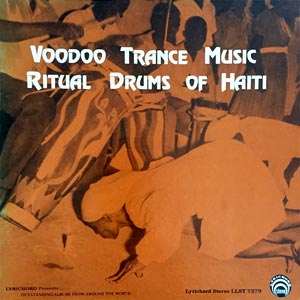 VOODOO TRANCE MUSIC
RITUAL DRUMS OF HAITI
LYRICHORD Presents
OUTSTANDING ALBUMS FROM AROUND THE WORLD
Lyrichord Stereo LLST 7279